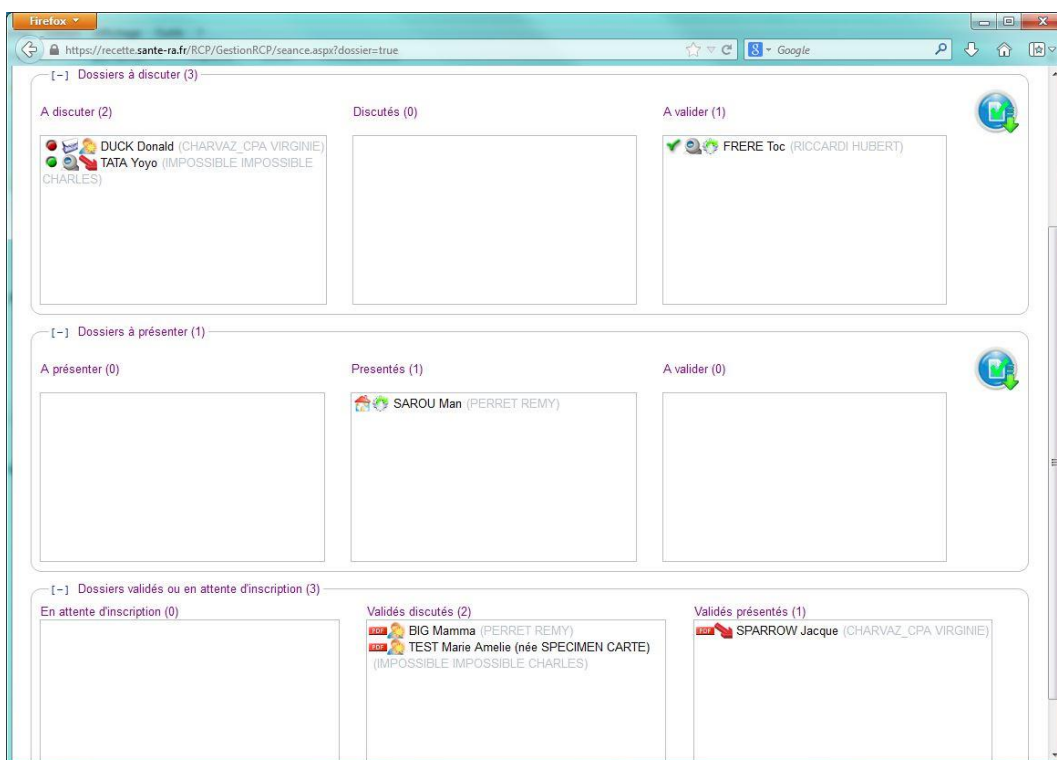 Firefox
https://recette.sante-ra.fr/RCP/GestionRCP/seance.aspx?dossier=true
8 - Google
[-] Dossiers à discuter (3)
A discuter (2)
Discutés (0)
A valider (1)
DUCK Donald (CHARVAZ_CPA VIRGINIE)
TATA Yoyo (IMPOSSIBLE IMPOSSIBLE
CHARLES)
FRERE Toc (RICCARDI HUBERT)
[-] Dossiers à présenter (1)
A présenter (0)
Presentés (1)
A valider (0)
SAROU Man (PERRET REMY)
[-] Dossiers validés ou en attente d'inscription (3)
En attente d'inscription (0)
Validés discutés (2)
Validés présentés (1)
PDF BIG Mamma (PERRET REMY)
PDF TEST Marie Amelie (née SPECIMEN CARTE)
(IMPOSSIBLE IMPOSSIBLE CHARLES)
PDF SPARROW Jacque (CHARVAZ_CPA VIRGINIE)